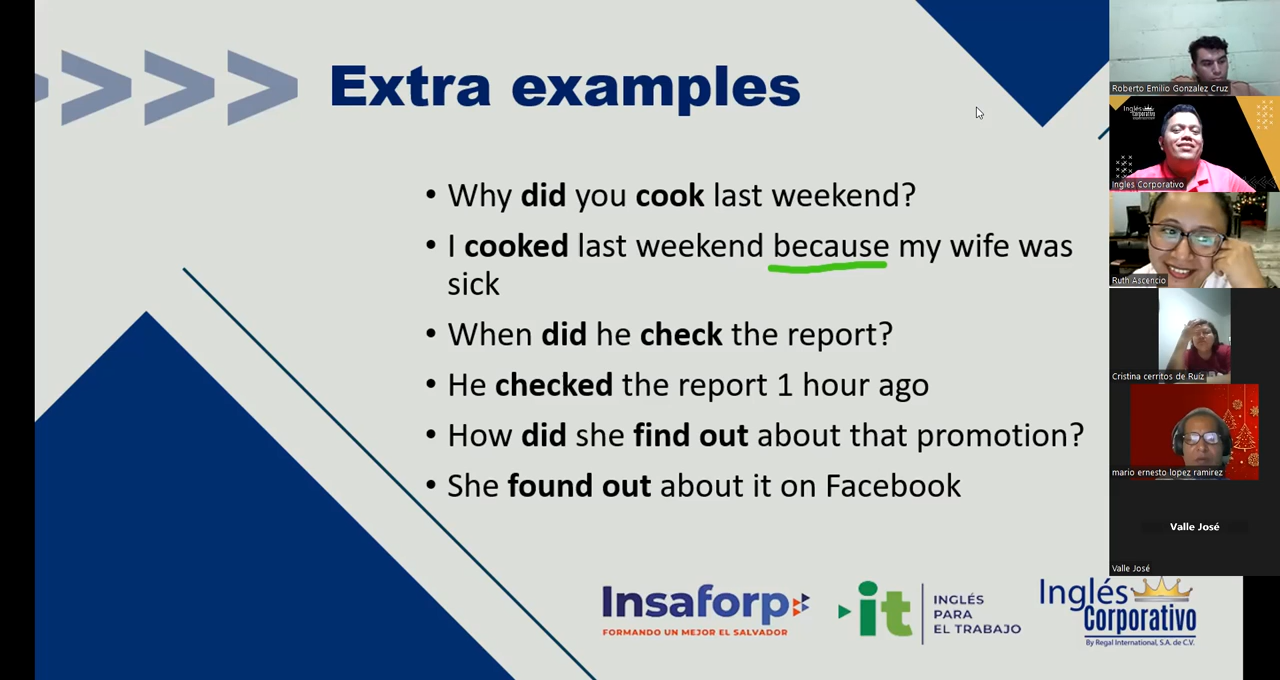 Extra examples
• Why did you cook last weekend?
• I cooked last weekend because my wife was
sick
• When did he check the report?
• He checked the report 1 hour ago
• How did she find out about that promotion?
• She found out about it on Facebook
Insaforp
FORMANDO UN MEJOR EL SALVADOR
it
INGLÉS
PARA
EL TRABAJO
Inglés
Corporativo
By Regal International, S.A. de C.V.
Roberto Emilio Gonzalez Cruz
Inglés
Corporativo
Ingles Corporativo
Ruth Ascencio
Cristina cerritos de Ruiz
mario ernesto lopez ramirez
Valle José
Valle José